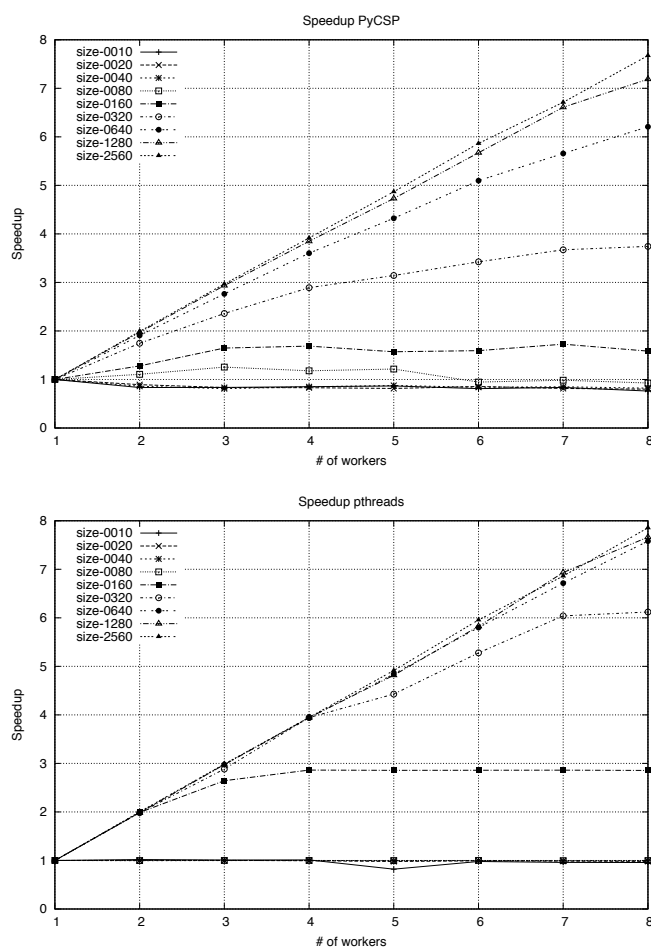 Speedup PyCSP
8
7
6
5
4
3
2
1
0
Speedup
size-0010
size-0020
size-0040
size-0080
size-0160
size-0320
size-0640
size-1280
size-2560
1 2 3 4 5 6 7 8
# of workers
Speedup pthreads
8
7
6
5
4
3
2
1
0
Speedup
size-0010
size-0020
size-0040
size-0080
size-0160
size-0320
size-0640
size-1280
size-2560
1 2 3 4 5 6 7 8
# of workers